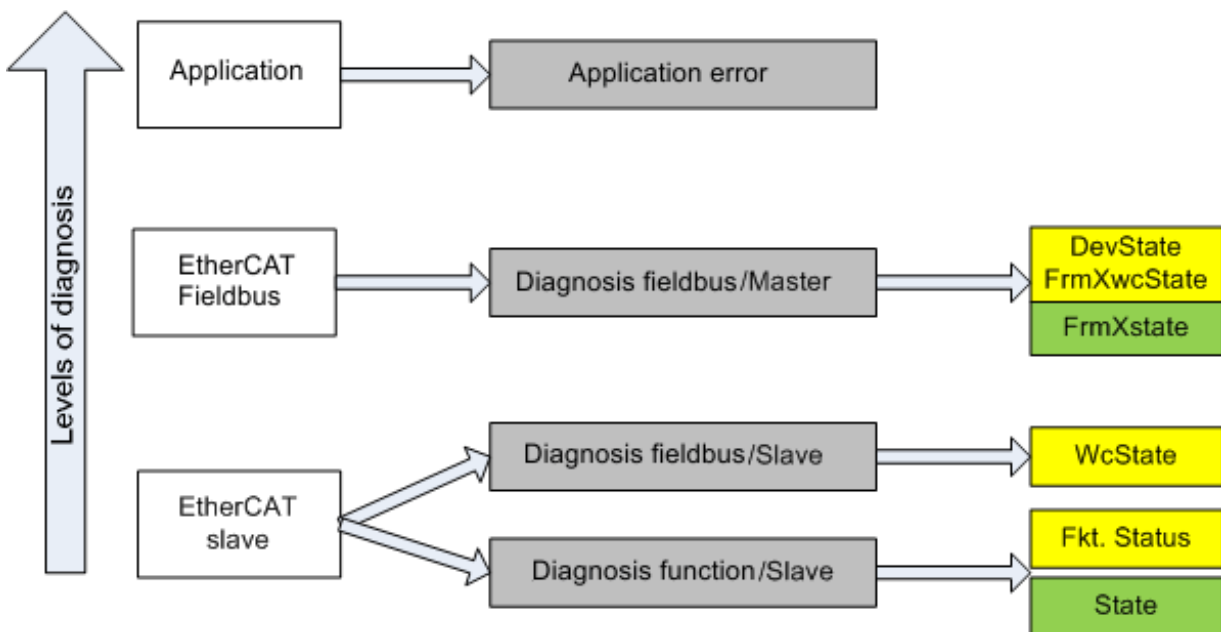 Levels of diagnosis
Application
Application error
EtherCAT
Fieldbus
Diagnosis fieldbus/Master
DevState
FrmXwcState
FrmXstate
EtherCAT
slave
Diagnosis fieldbus/Slave
WcState
Diagnosis function/Slave
Fkt. Status
State